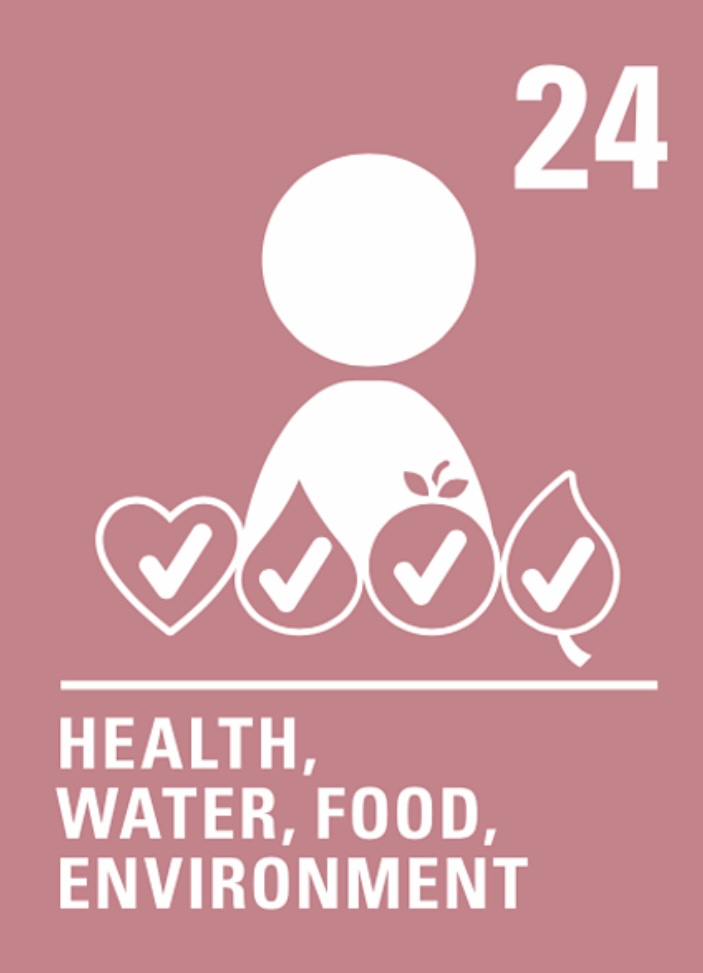 24
HEALTH,
WATER, FOOD,
ENVIRONMENT